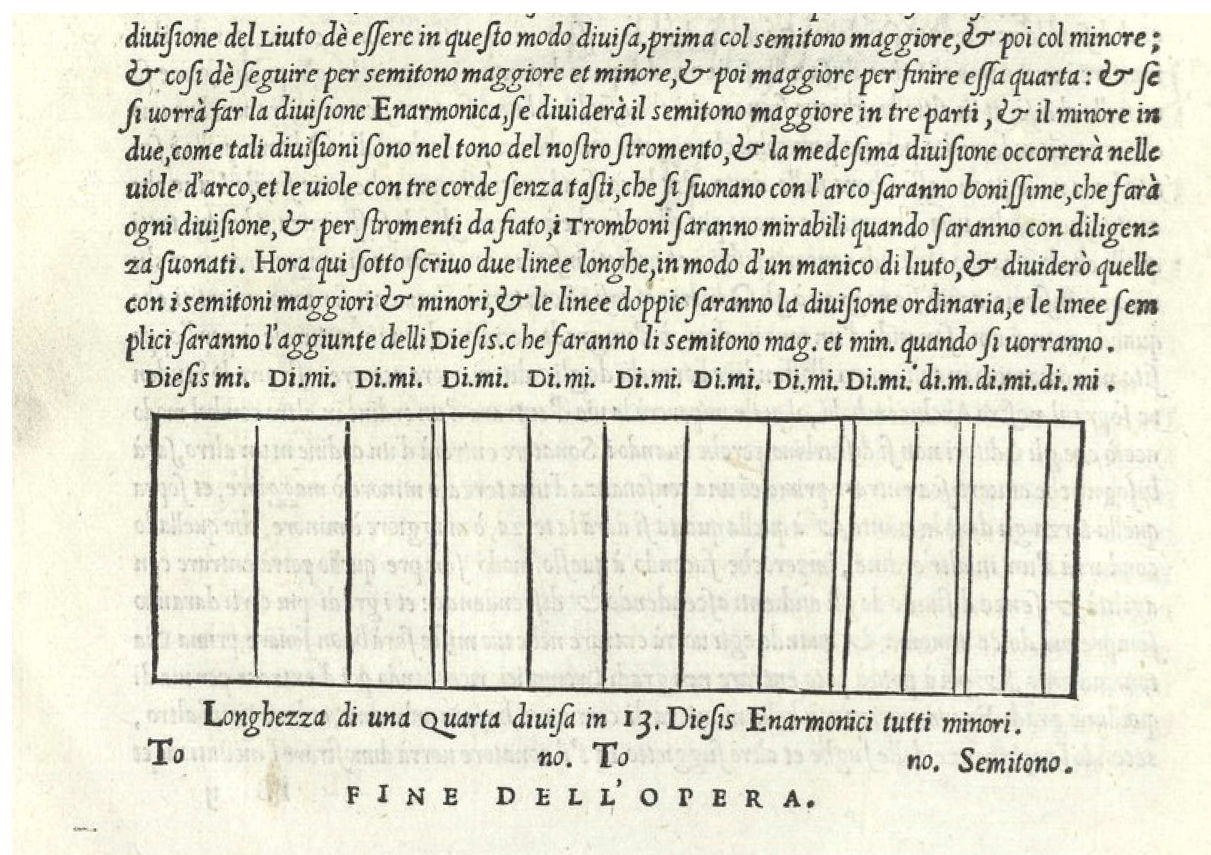 diuiſione del Liuto dè eſſere in queſto modo diuiſa,prima col semitono maggiore,& poi col minore;
& coſi dè ſeguire per semitono maggiore et minore,& poi maggiore per finire eſſa quarta: & ſe
ſi uorrà far la diuiſione Enarmonica,ſe diuiderà il semitono maggiore in tre parti,& il minore in
due,come tali diuiſioni ſono nel tono del noſtro ſtromento,& la medeſima diuiſione occorrerà nelle
uiole d'arco,et le uiole con tre corde ſenza taſti,che ſi ſuonano con l'arco ſaranno boniſſime,che farà
ogni diuiſione,& per ſtromenti da fiato,i Tromboni ſaranno mirabili quando ſaranno con diligen=
za ſuonati. Hora qui ſotto ſcriuo due linee longhe,in modo d'un manico di liuto,& diuiderò quelle
con i semitoni maggiori & minori,& le linee doppie ſaranno la diuiſione ordinaria,e le linee ſem
plici ſaranno l'aggiunte delli Dieſis.che faranno li semitono mag. et min. quando ſi uorranno.
Dieſis mi. Di.mi. Di.mi. Di.mi. Di.mi. Di.mi. Di.mi. Di.mi. Di.mi. di.m.di.mi.di.mi.
Longhezza di una Quarta diuiſa in 13. Dieſis Enarmonici tutti minori.
To no. To no. Semitono.
FINE DELL'OPERA.